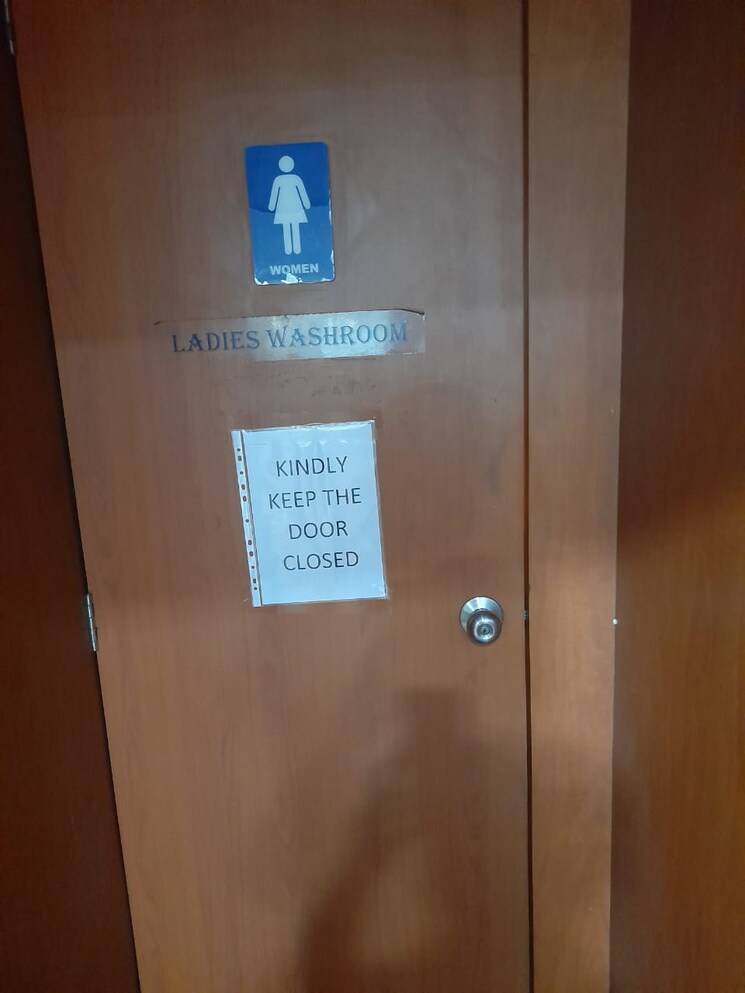 WOMEN
LADIES WASHROOM
KINDLY
KEEP THE
DOOR
CLOSED